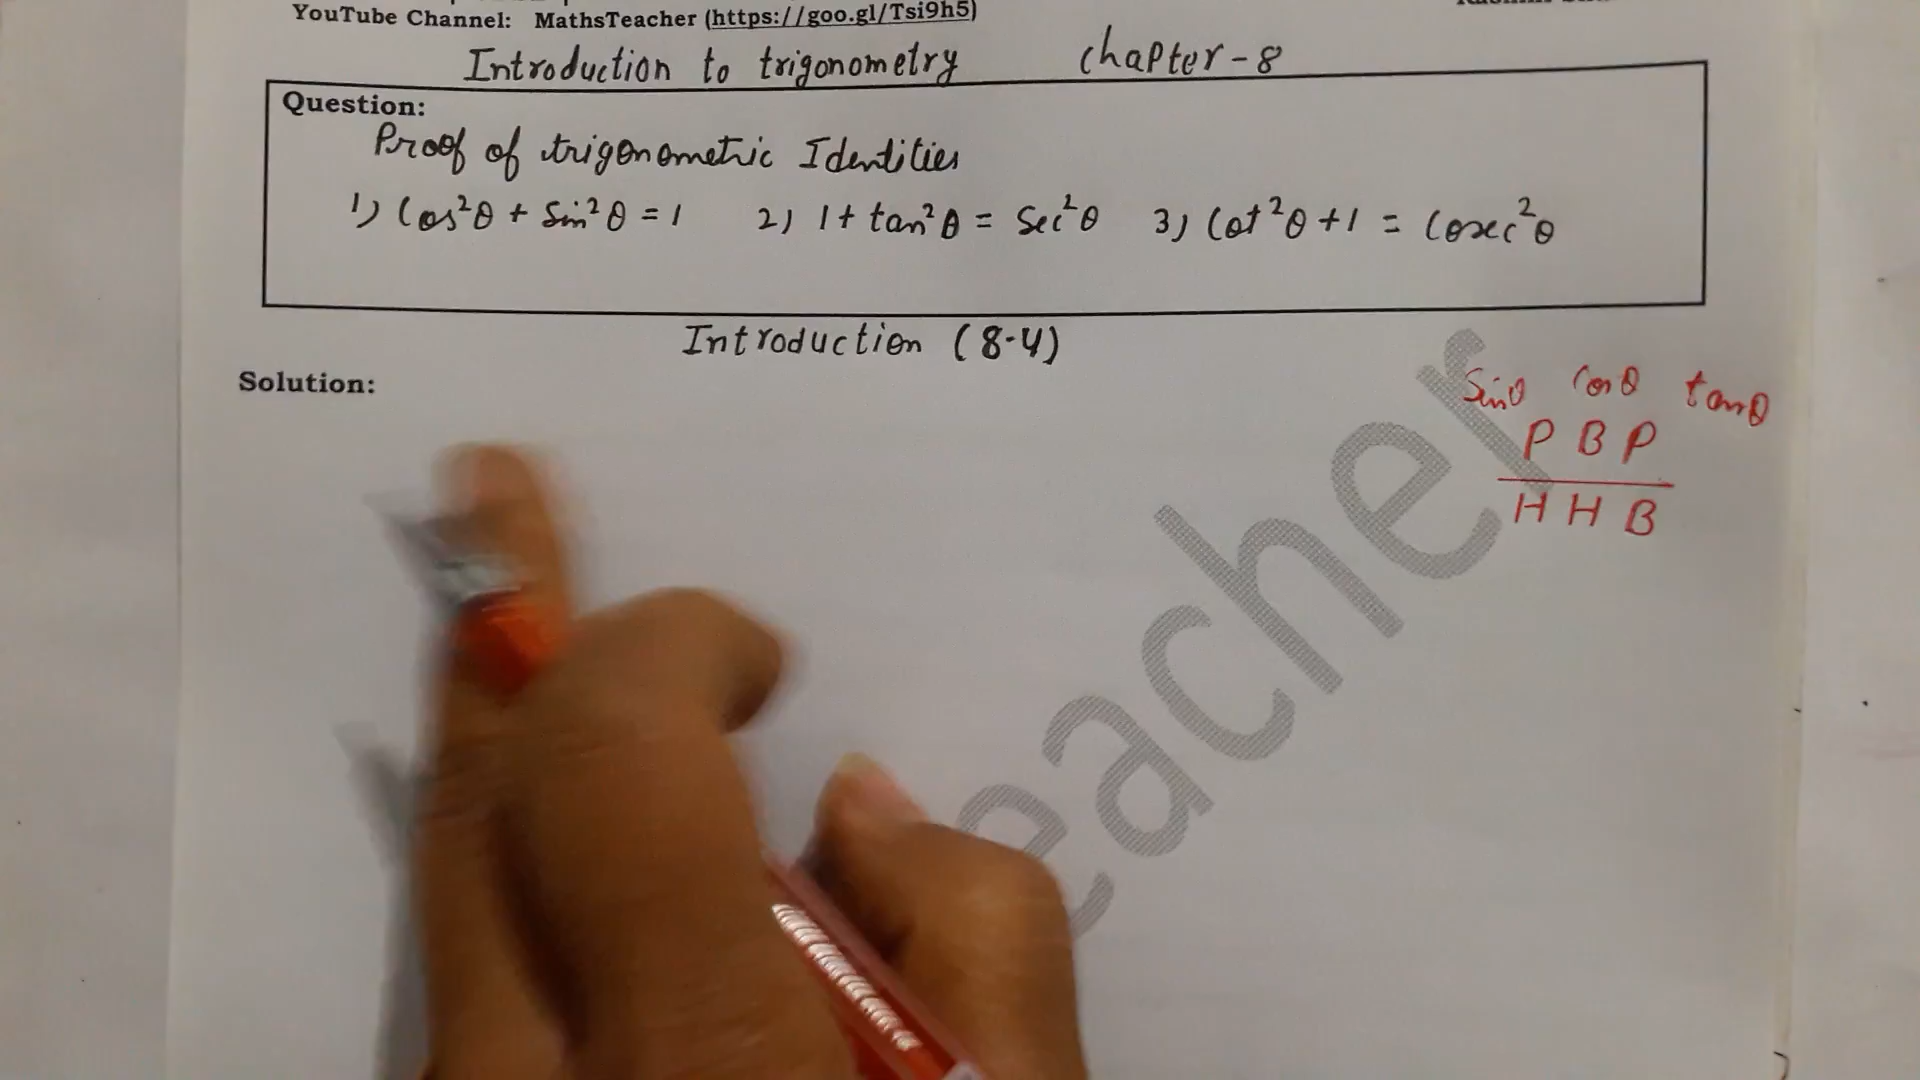 YouTube Channel: MathsTeacher (https://goo.gl/Tsi9h5)
Introduction to trigonometry chapter-8
Question:
Proof of trigonometric Identities
1) Cos²θ + Sin²θ = 1 2) 1 + tan²θ = Sec²θ 3) Cot²θ + 1 = Cosec²θ
Introduction (8.4)
Solution:
Sinθ Cosθ tanθ
P B P
H H B
eacher